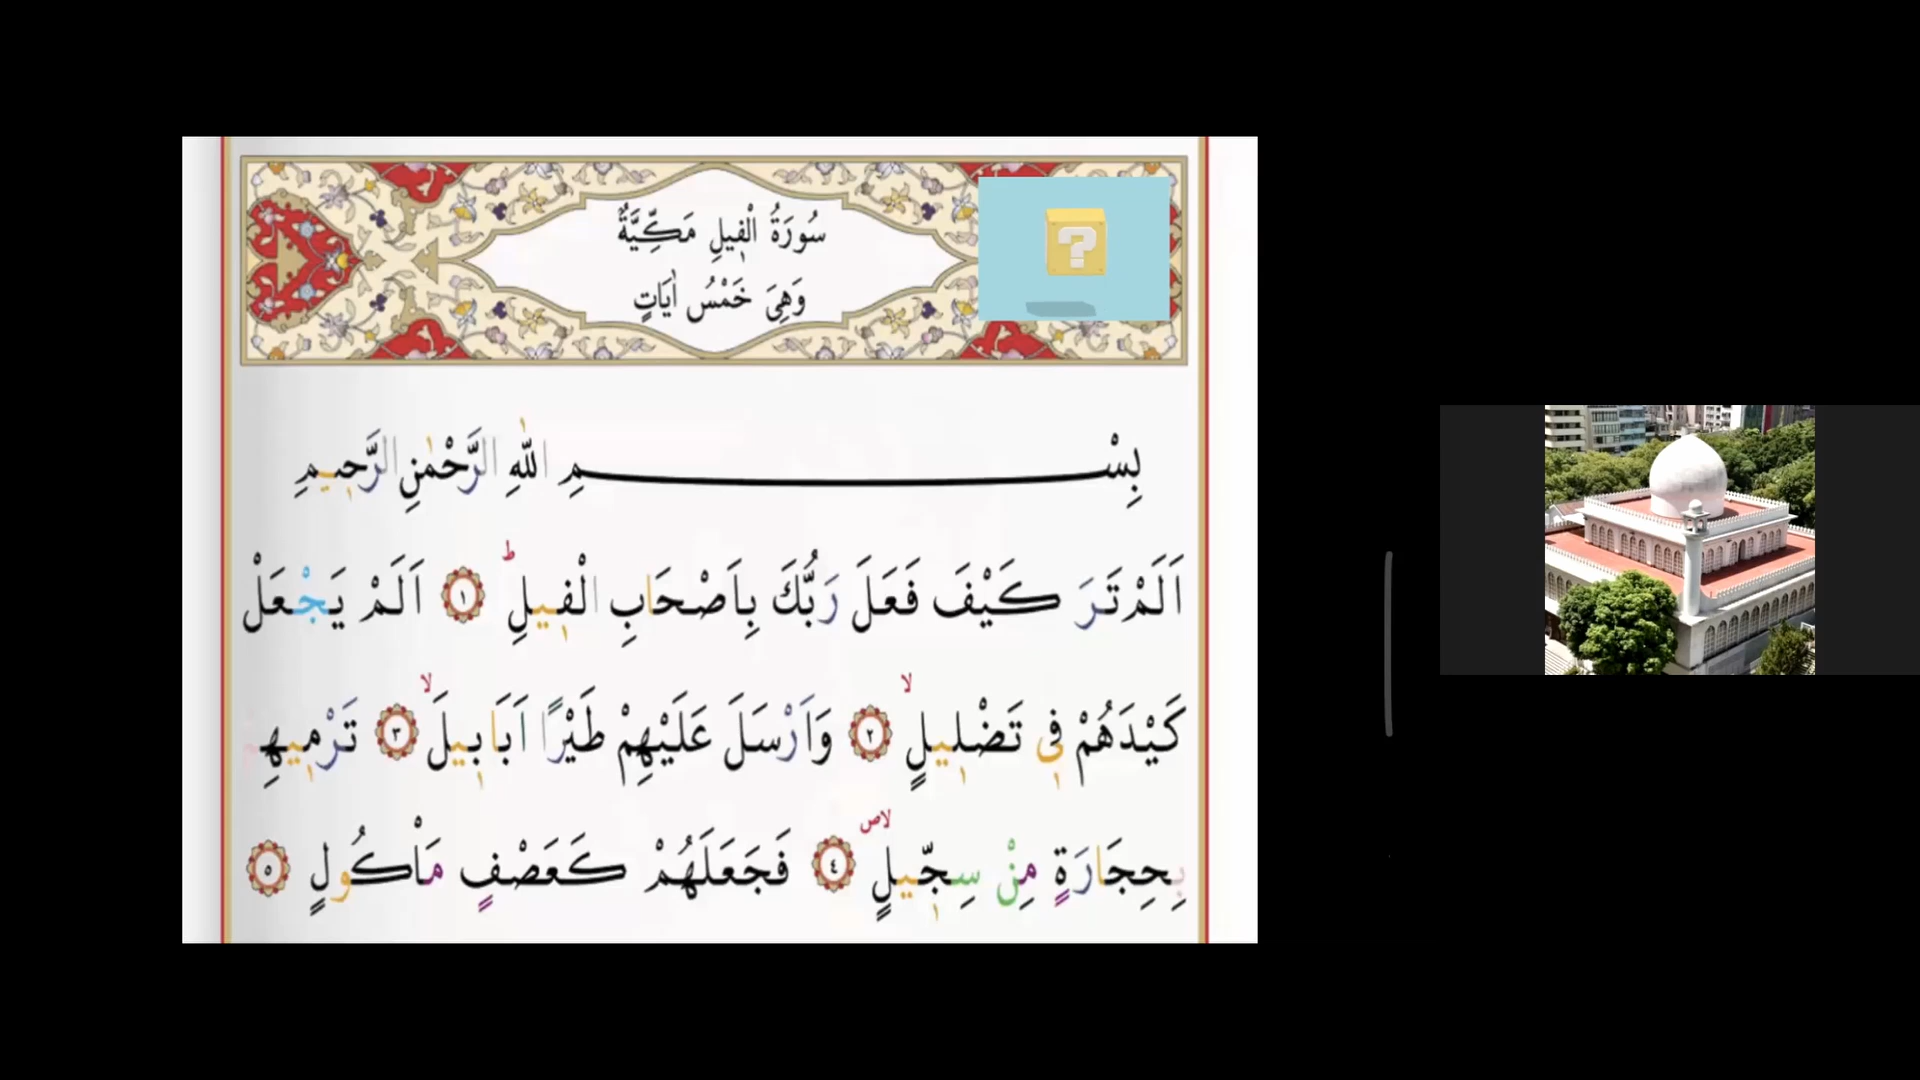 سُورَةُ الْفٖيلِ مَكِّيَّةٌ
وَهِيَ خَمْسُ اٰيَاتٍ
?
بِسْمِ اللّٰهِ الرَّحْمٰنِ الرَّحٖيمِ
اَلَمْ تَرَ كَيْفَ فَعَلَ رَبُّكَ بِاَصْحَابِ الْفٖيلِؕ ١ اَلَمْ يَجْعَلْ
كَيْدَهُمْ فٖي تَضْلٖيلٍۙ ٢ وَاَرْسَلَ عَلَيْهِمْ طَيْرًا اَبَابٖيلَۙ ٣ تَرْمٖيهِمْ
بِحِجَارَةٍ مِنْ سِجّٖيلٍۙۖ ٤ فَجَعَلَهُمْ كَعَصْفٍ مَاْكُولٍ ٥